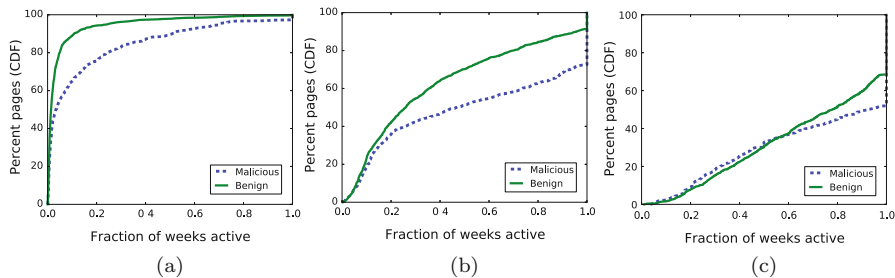 Percent pages (CDF)
100
80
60
40
20
0
0.0 0.2 0 4 0 6 0.8 1.0
Fraction of weeks active
Malicious
Benign
(a)
Percent pages (CDF)
100
80
60
40
20
0
0.0 0.2 0.4 0.6 0.8 1.0
Fraction of weeks active
Malicious
Benign
(b)
Percent pages (CDF)
100
80
60
40
20
0
0.0 0.2 0.4 0.6 0.8 1.0
Fraction of weeks active
Malicious
Benign
(c)